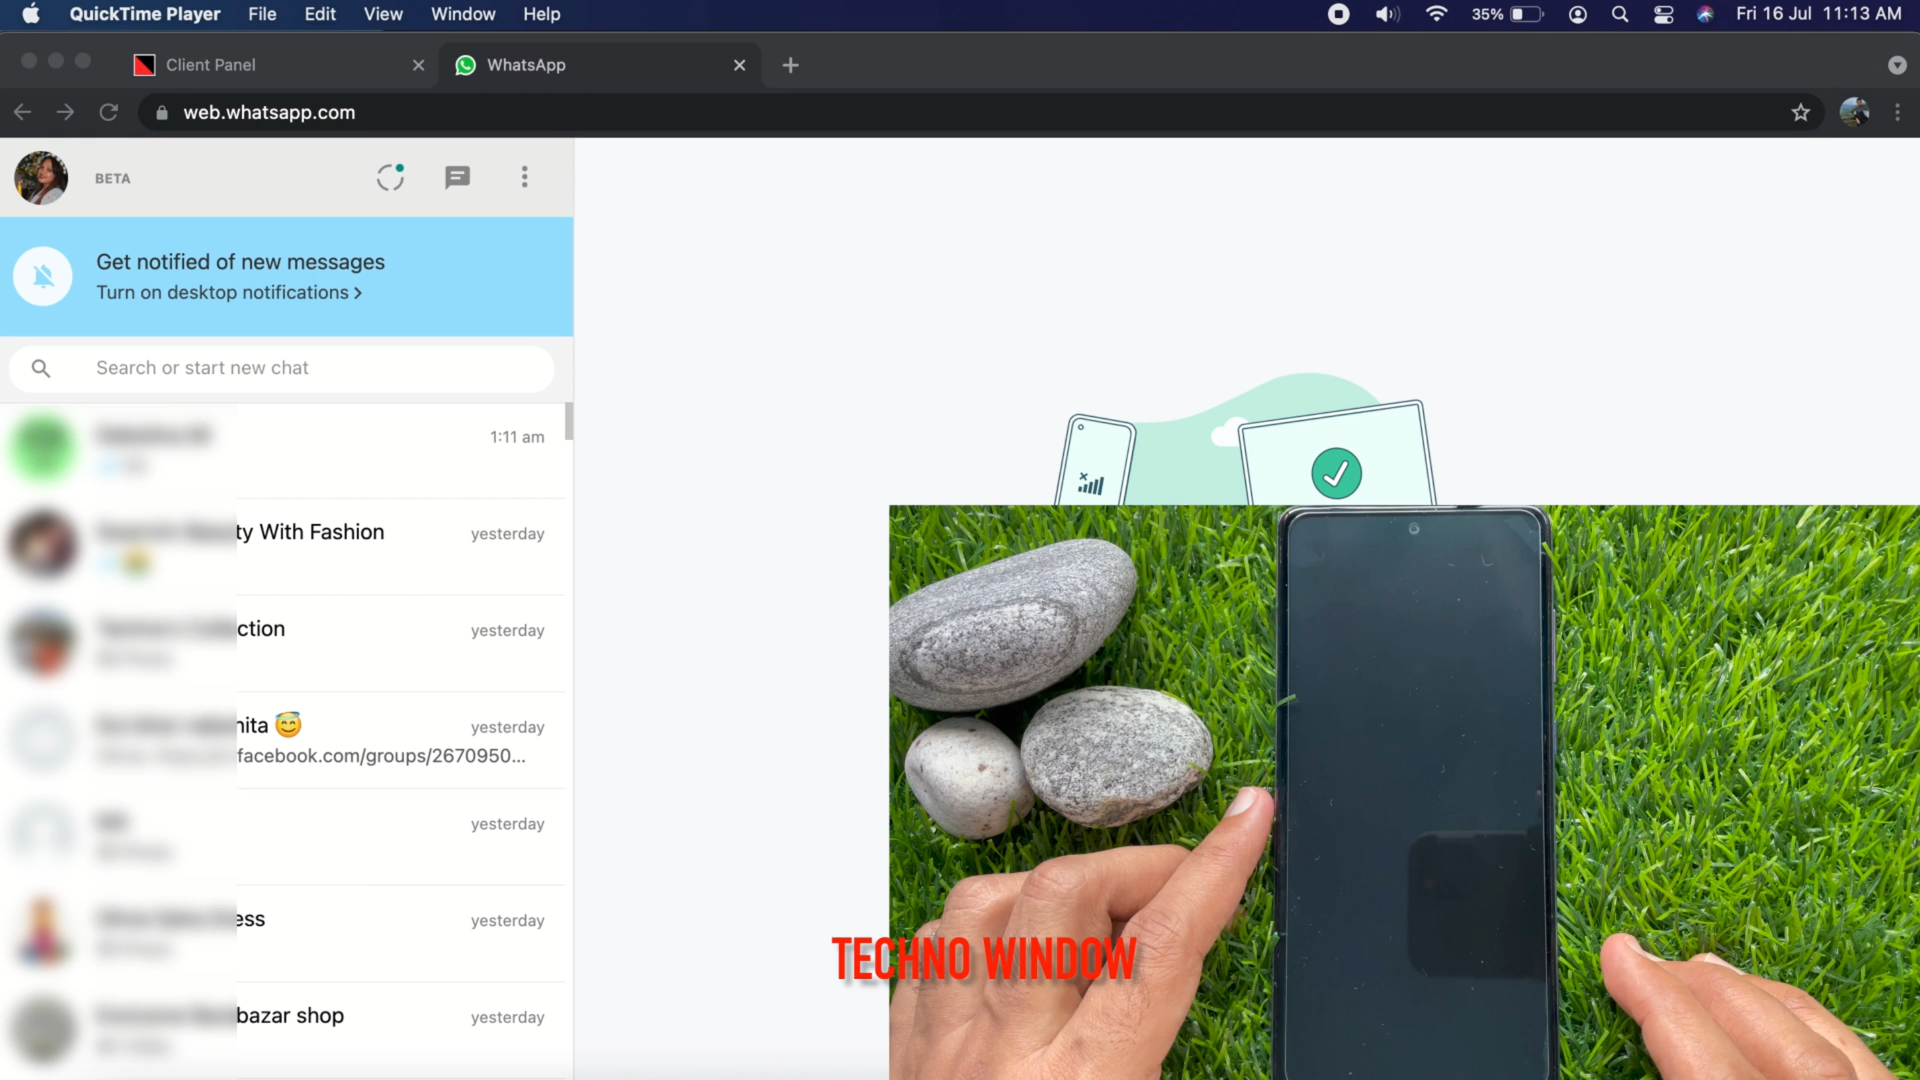 QuickTime Player File Edit View Window Help 35% Fri 16 Jul 11:13 AM
Client Panel WhatsApp
web.whatsapp.com
BETA
Get notified of new messages
Turn on desktop notifications >
Search or start new chat
1:11 am
ty With Fashion yesterday
ction yesterday
nita 😇 yesterday
facebook.com/groups/2670950...
yesterday
ess yesterday
bazar shop yesterday
TECHNO WINDOW